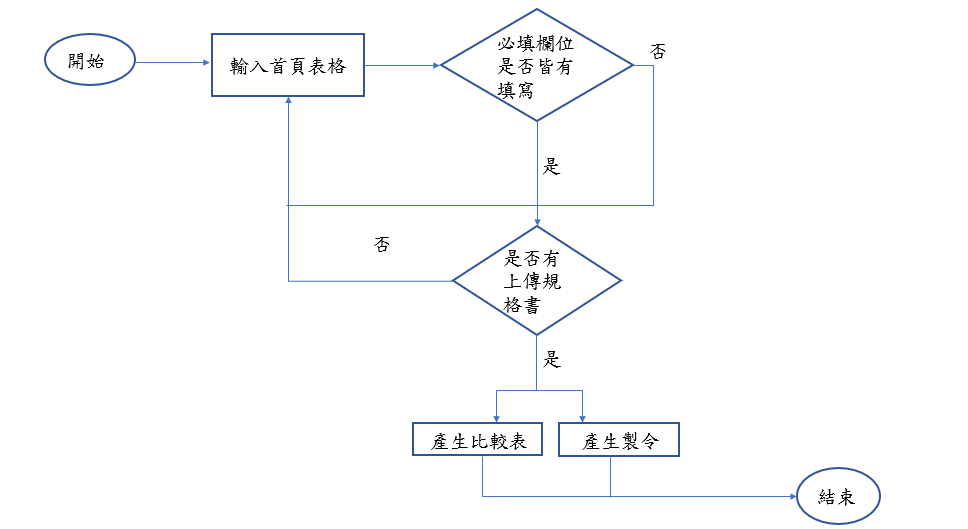 開始
輸入首頁表格
必填欄位
是否皆有
填寫
否
是
否
是否有
上傳規
格書
是
產生比較表
產生製令
結束